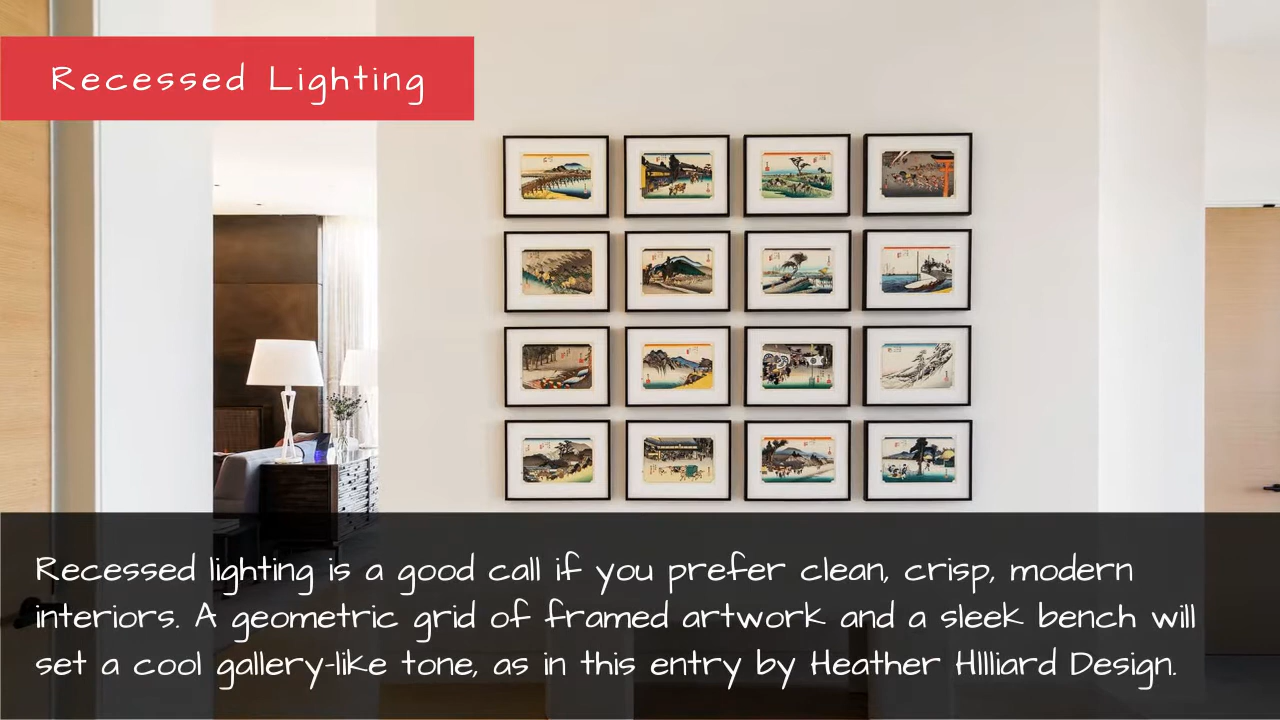 Recessed Lighting
Recessed lighting is a good call if you prefer clean, crisp, modern
interiors. A geometric grid of framed artwork and a sleek bench will
set a cool gallery-like tone, as in this entry by Heather HIlliard Design.